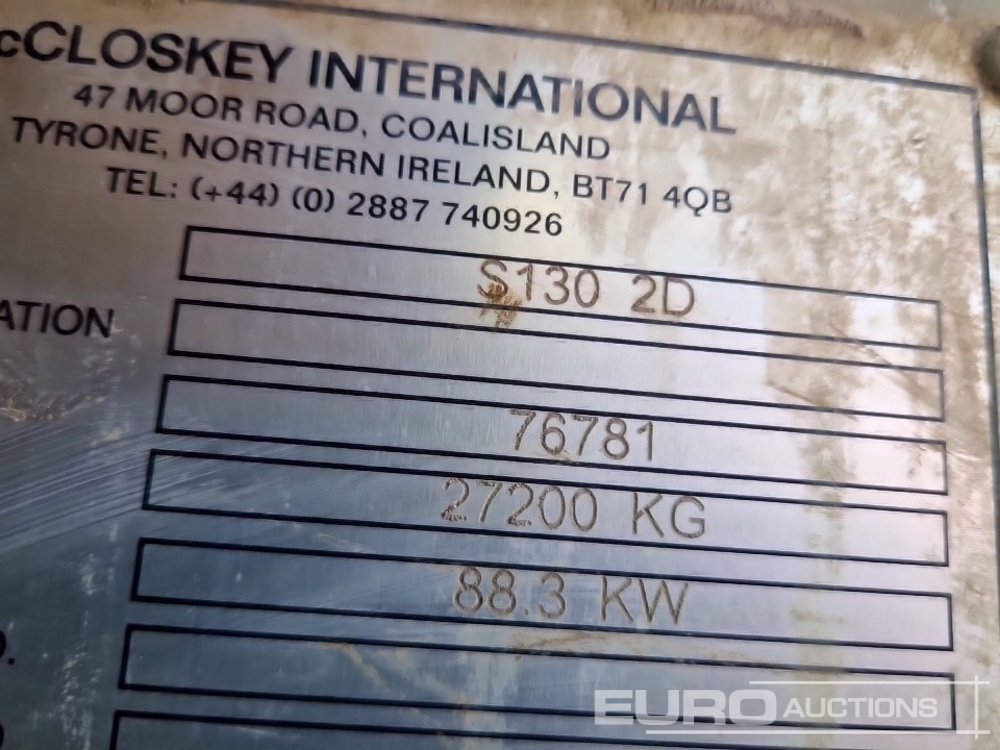 cCLOSKEY INTERNATIONAL
47 MOOR ROAD, COALISLAND
TYRONE, NORTHERN IRELAND, BT71 4QB
TEL: (+44) (0) 2887 740926
S130 2D
ATION
76781
27200 KG
88.3 KW
EURO AUCTIONS